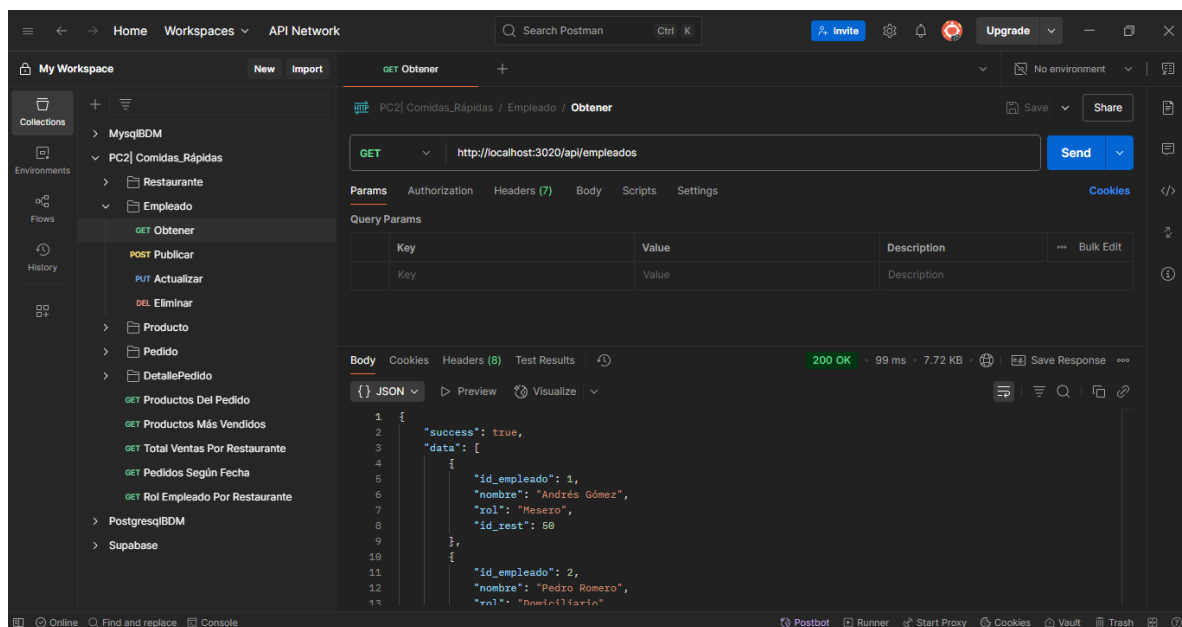 Home Workspaces API Network Search Postman Ctrl K Invite Upgrade
My Workspace New Import GET Obtener No environment
Collections
Environments
Flows
History
MysqlBDM
PC2| Comidas_Rápidas
Restaurante
Empleado
GET Obtener
POST Publicar
PUT Actualizar
DEL Eliminar
Producto
Pedido
DetallePedido
GET Productos Del Pedido
GET Productos Más Vendidos
GET Total Ventas Por Restaurante
GET Pedidos Según Fecha
GET Rol Empleado Por Restaurante
PostgresqlBDM
Supabase
HTTP PC2| Comidas_Rápidas / Empleado / Obtener Save Share
GET http://localhost:3020/api/empleados Send
Params Authorization Headers (7) Body Scripts Settings Cookies
Query Params
Key Value Description Bulk Edit
Key Value Description
Body Cookies Headers (8) Test Results 200 OK 99 ms 7.72 KB e.g. Save Response
{} JSON Preview Visualize
1 {
2 "success": true,
3 "data": [
4 {
5 "id_empleado": 1,
6 "nombre": "Andrés Gómez",
7 "rol": "Mesero",
8 "id_rest": 50
9 },
10 {
11 "id_empleado": 2,
12 "nombre": "Pedro Romero",
13 "rol": "Domiciliario"
Online Find and replace Console Postbot Runner Start Proxy Cookies Vault Trash